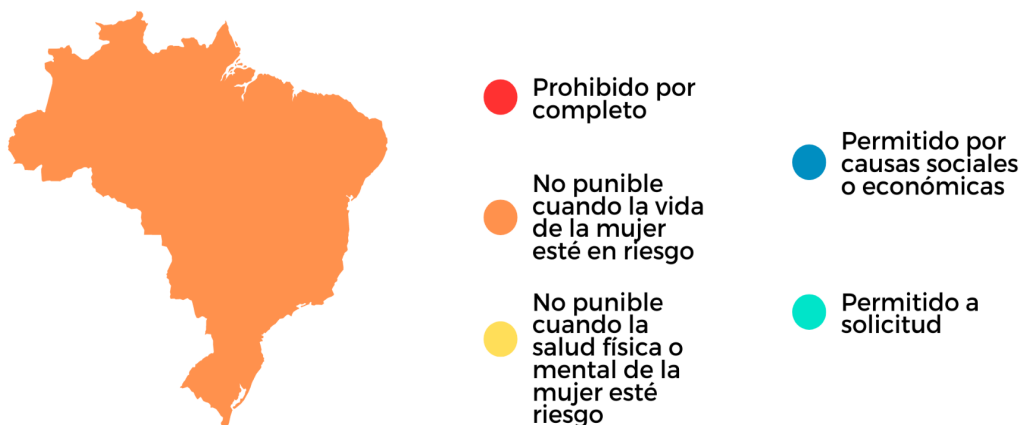 Prohibido por
completo
No punible
cuando la vida
de la mujer
esté en riesgo
No punible
cuando la
salud física o
mental de la
mujer esté
riesgo
Permitido por
causas sociales
o económicas
Permitido a
solicitud